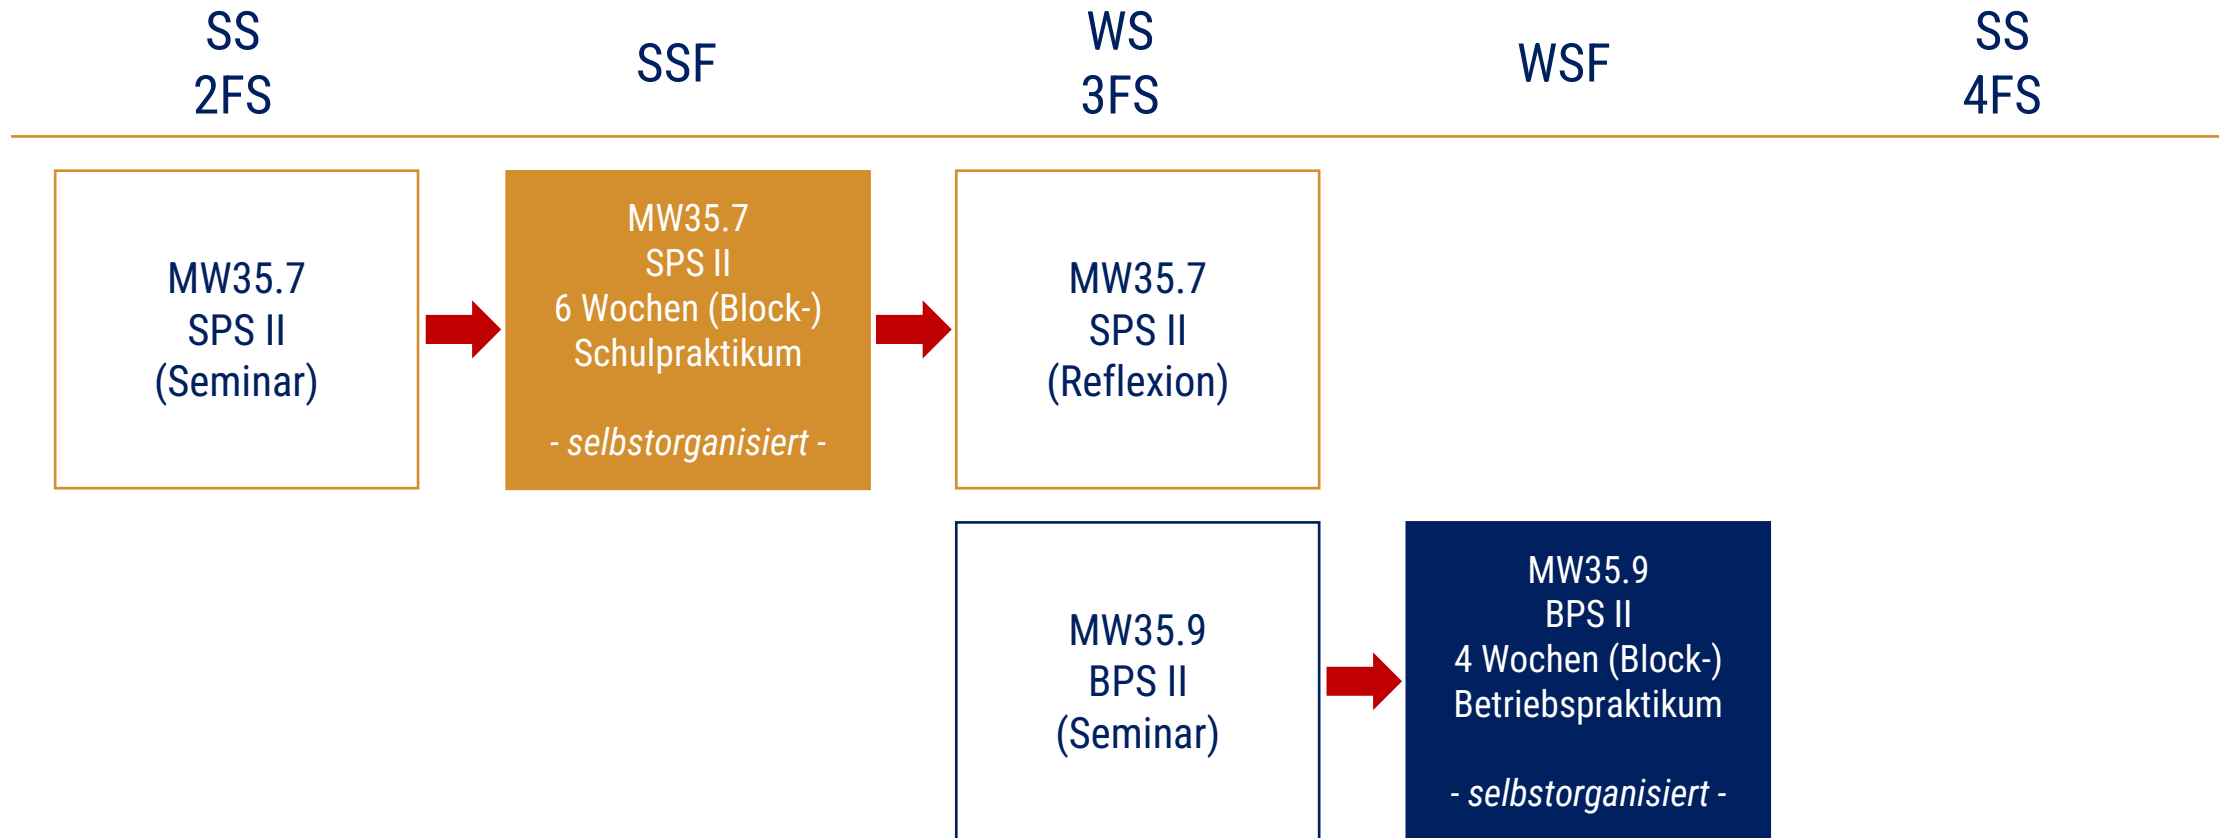 SS
2FS
SSF
WS
3FS
WSF
SS
4FS
MW35.7
SPS II
(Seminar)
MW35.7
SPS II
6 Wochen (Block-)
Schulpraktikum
- selbstorganisiert -
MW35.7
SPS II
(Reflexion)
MW35.9
BPS II
(Seminar)
MW35.9
BPS II
4 Wochen (Block-)
Betriebspraktikum
- selbstorganisiert -